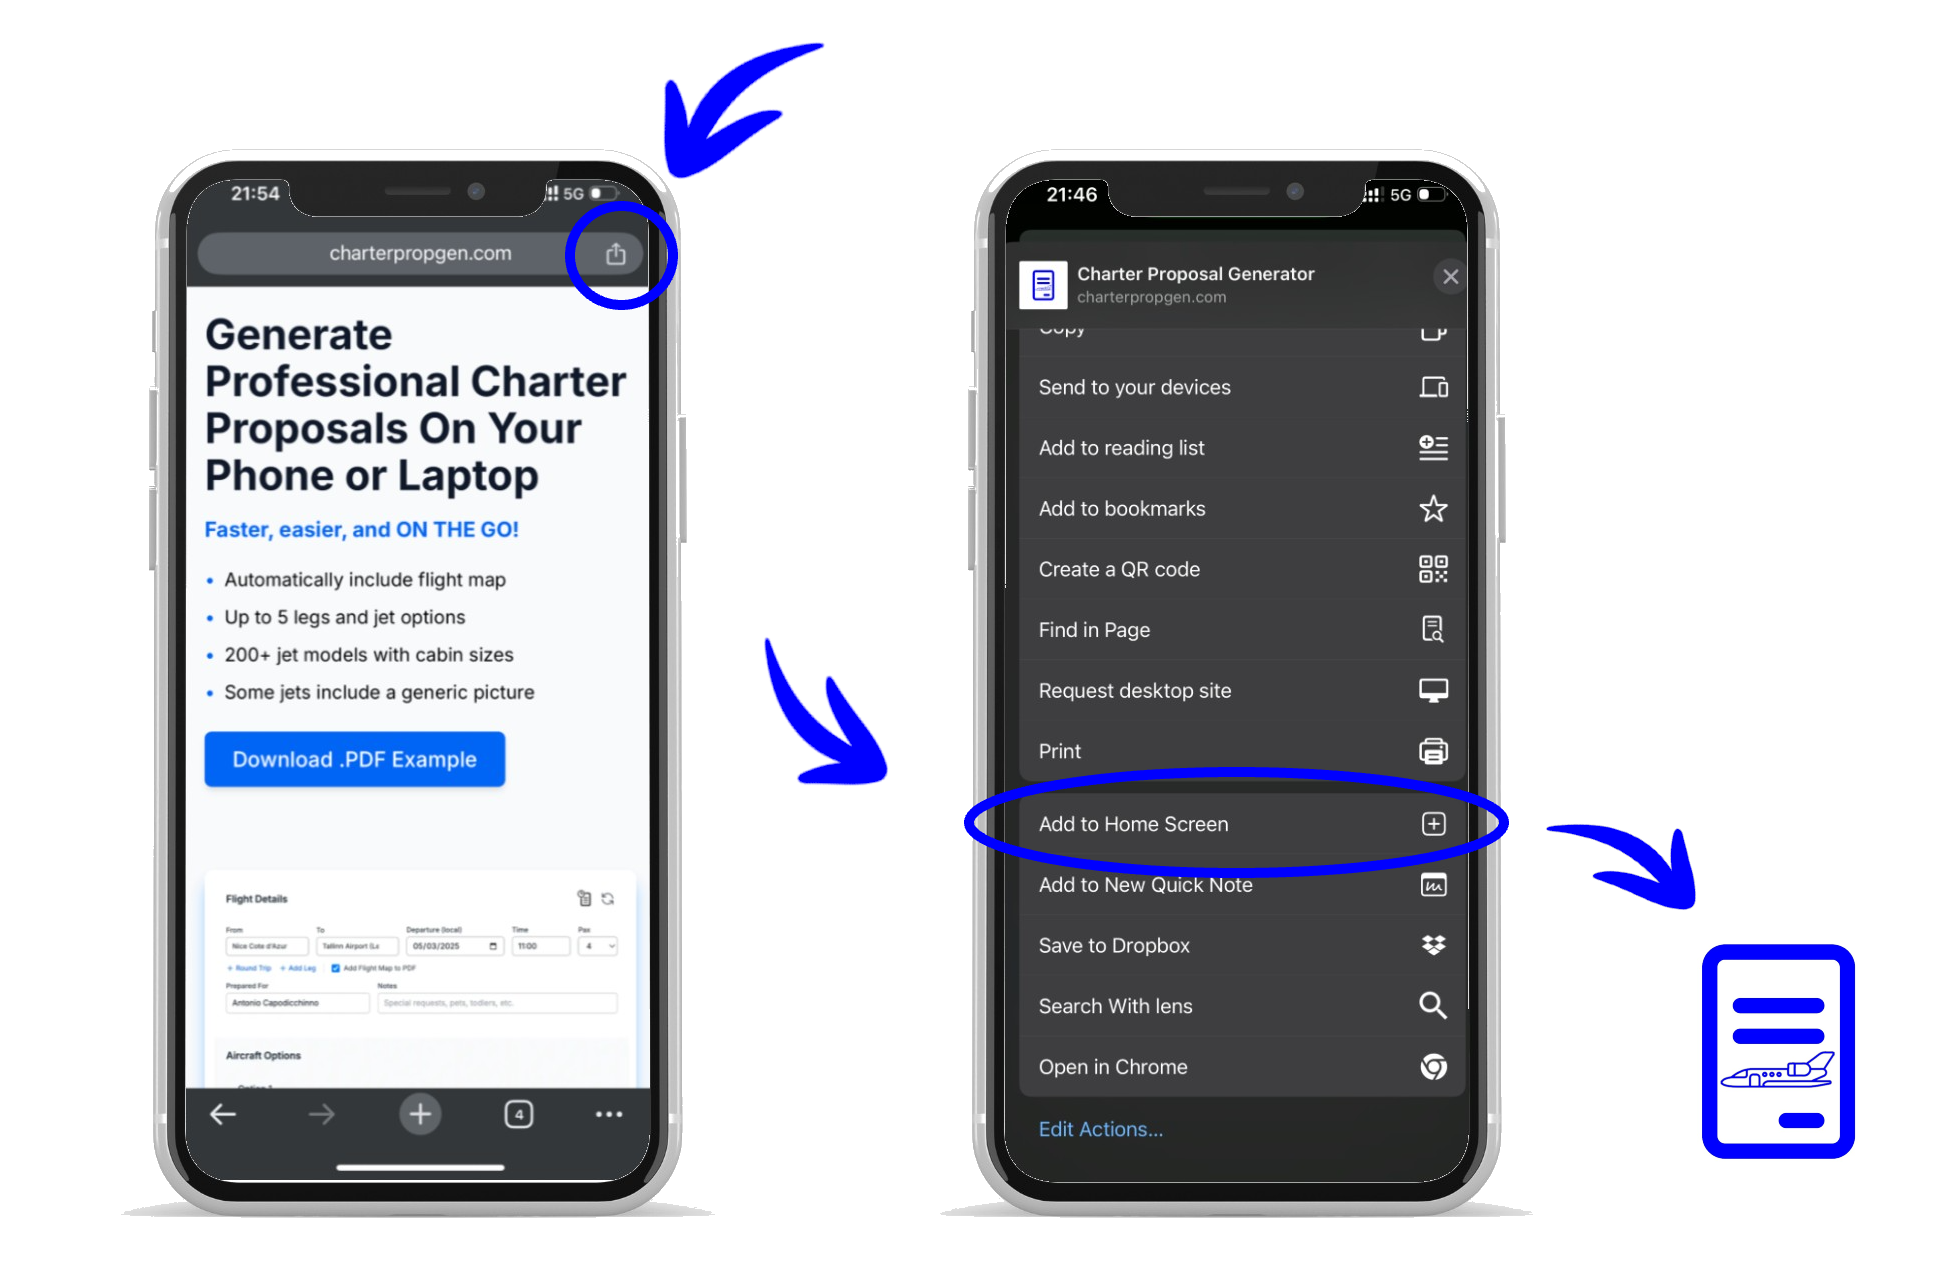 21:54
5G
charterpropgen.com
Generate
Professional Charter
Proposals On Your
Phone or Laptop
Faster, easier, and ON THE GO!
• Automatically include flight map
• Up to 5 legs and jet options
• 200+ jet models with cabin sizes
• Some jets include a generic picture
Download .PDF Example
Flight Details
From To Departure (local) Time Pax
Nice Cote d'Azur Tallinn Airport (Le 05/03/2025 11:00 4
+ Round Trip + Add Leg Add Flight Map to PDF
Prepared For Notes
Antonio Capodicchinno Special requests, pets, todlers, etc.
Aircraft Options
4
21:46
5G
Charter Proposal Generator
charterpropgen.com
Copy
Send to your devices
Add to reading list
Add to bookmarks
Create a QR code
Find in Page
Request desktop site
Print
Add to Home Screen
Add to New Quick Note
Save to Dropbox
Search With lens
Open in Chrome
Edit Actions...